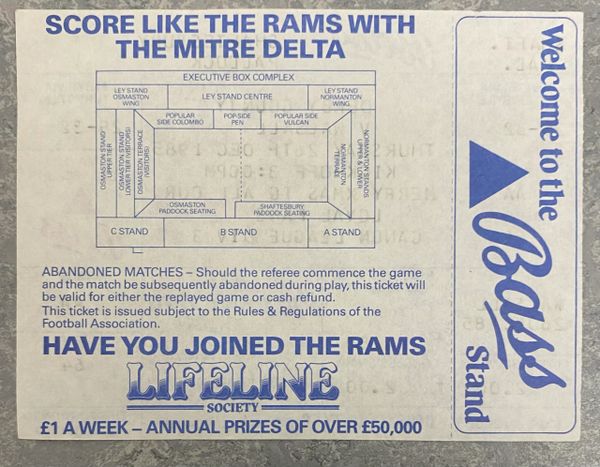 SCORE LIKE THE RAMS WITH
THE MITRE DELTA
EXECUTIVE BOX COMPLEX
LEY STAND
OSMASTON
WING
LEY STAND CENTRE
LEY STAND
NORMANTON
WING
POPULAR
SIDE COLOMBO
POP-SIDE
PEN
POPULAR SIDE
VULCAN
OSMASTON STAND
UPPER TIER
OSMASTON STAND
LOWER TIER (VISITORS)
OSMASTON TERRACE
(VISITORS)
NORMANTON
TERRACE
NORMANTON STANDS
UPPER & LOWER
OSMASTON
PADDOCK SEATING
SHAFTESBURY
PADDOCK SEATING
C STAND
B STAND
A STAND
ABANDONED MATCHES – Should the referee commence the game
and the match be subsequently abandoned during play, this ticket will
be valid for either the replayed game or cash refund.
This ticket is issued subject to the Rules & Regulations of the
Football Association.
HAVE YOU JOINED THE RAMS
LIFELINE
SOCIETY
£1 A WEEK – ANNUAL PRIZES OF OVER £50,000
Welcome to the
Bass
Stand